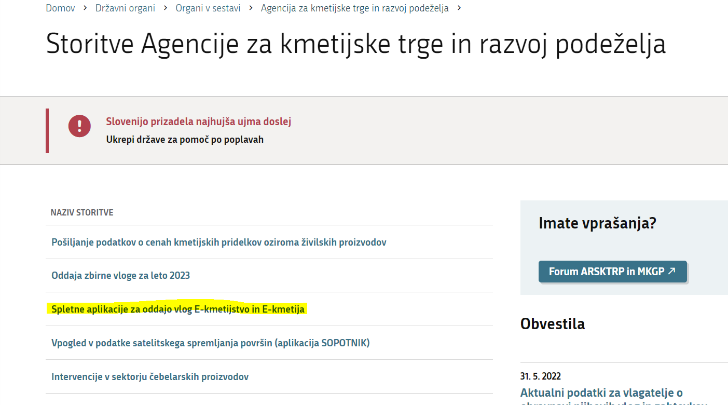 Domov > Državni organi > Organi v sestavi > Agencija za kmetijske trge in razvoj podeželja >
Storitve Agencije za kmetijske trge in razvoj podeželja
Slovenijo prizadela najhujša ujma doslej
Ukrepi države za pomoč po poplavah
NAZIV STORITVE
Pošiljanje podatkov o cenah kmetijskih pridelkov oziroma živilskih proizvodov
Oddaja zbirne vloge za leto 2023
Spletne aplikacije za oddajo vlog E-kmetijstvo in E-kmetija
Vpogled v podatke satelitskega spremljanja površin (aplikacija SOPOTNIK)
Intervencije v sektorju čebelarskih proizvodov
Imate vprašanja?
Forum ARSKTRP in MKGP ↗
Obvestila
31. 5. 2022
Aktualni podatki za vlagatelje o